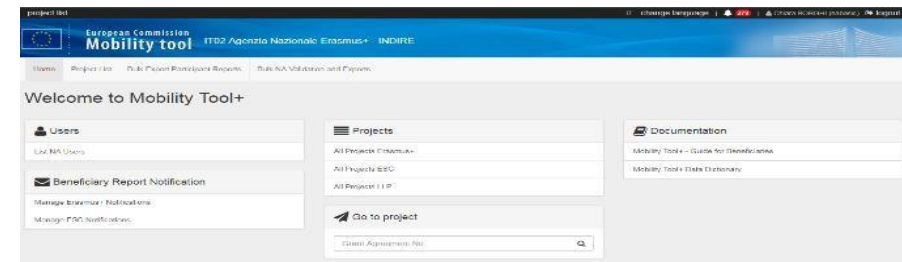 project list
IT change language
European Commission
Mobility tool IT02 Agenzia Nazionale Erasmus+ INDIRE
logout
Home Project List Bulk Export Participant Reports Bulk NA Validation and Exports
Welcome to Mobility Tool+
Users
List NA Users
Beneficiary Report Notification
Manage Erasmus+ Notifications
Manage ESC Notifications
Projects
All Projects Erasmus+
All Projects ESC
All Projects LLP
Go to project
Grant Agreement No.
Documentation
Mobility Tool+ - Guide for Beneficiaries
Mobility Tool+ Data Dictionary